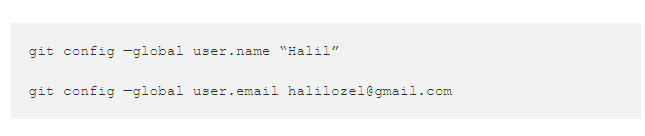 git config —global user.name “Halil”
git config —global user.email halilozel@gmail.com